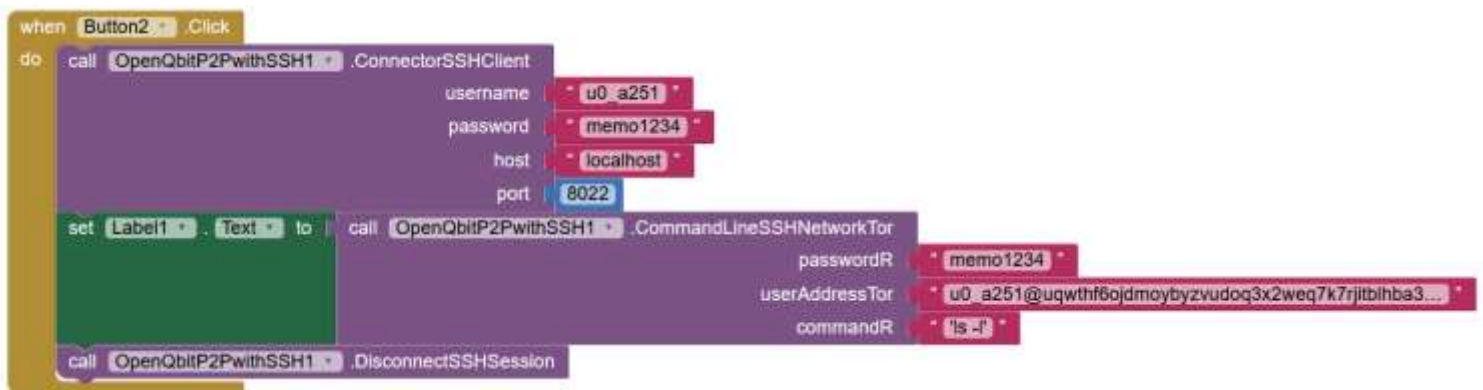 when Button2 .Click
do call OpenQbitP2PwithSSH1 .ConnectorSSHClient
username " u0_a251 "
password " memo1234 "
host " localhost "
port 8022
set Label1 . Text to call OpenQbitP2PwithSSH1 .CommandLineSSHNetworkTor
passwordR " memo1234 "
userAddressTor " u0_a251@uqwthf6ojdmoybyzvudoq3x2weq7k7rjitblhba3... "
commandR " 'ls -l' "
call OpenQbitP2PwithSSH1 .DisconnectSSHSession